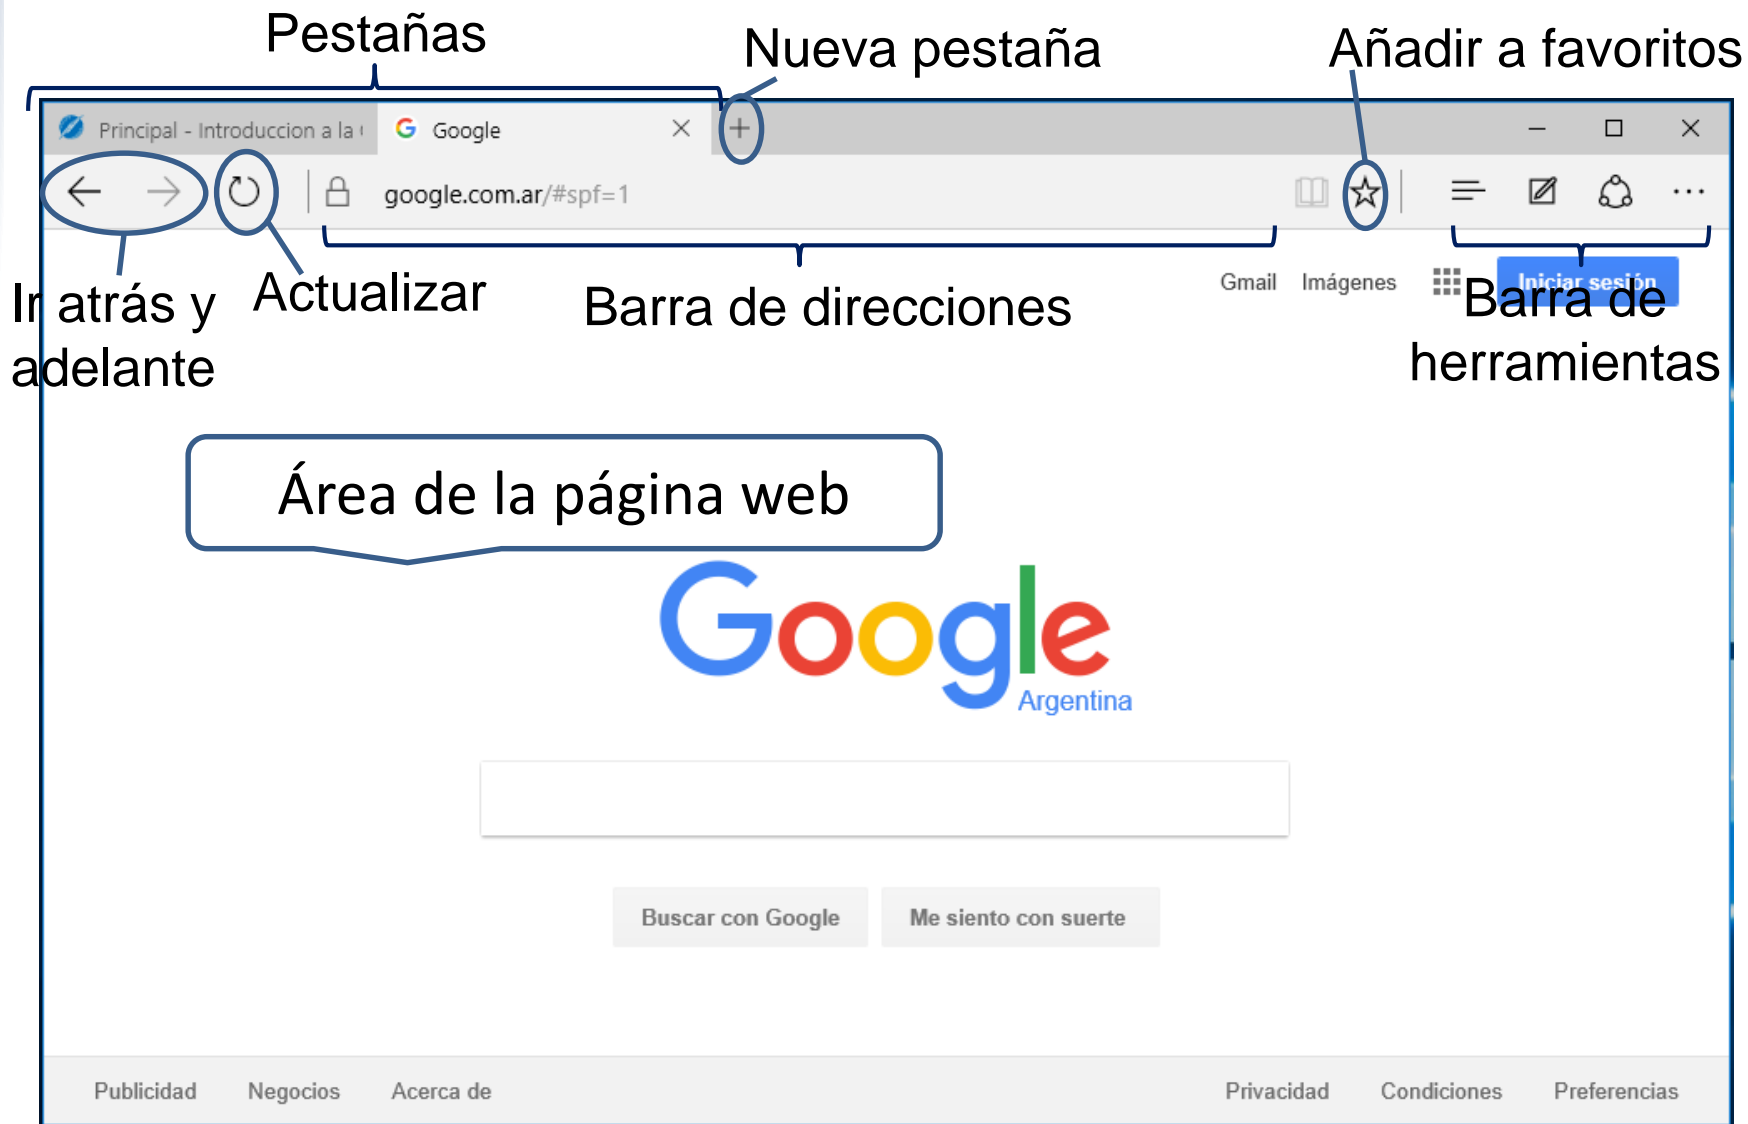 Pestañas
Nueva pestaña
Añadir a favoritos
Principal - Introduccion a la
Google
google.com.ar/#spf=1
Ir atrás y
adelante
Actualizar
Barra de direcciones
Gmail Imágenes
Iniciar sesión
Barra de
herramientas
Área de la página web
Google
Argentina
Buscar con Google
Me siento con suerte
Publicidad Negocios Acerca de
Privacidad Condiciones Preferencias